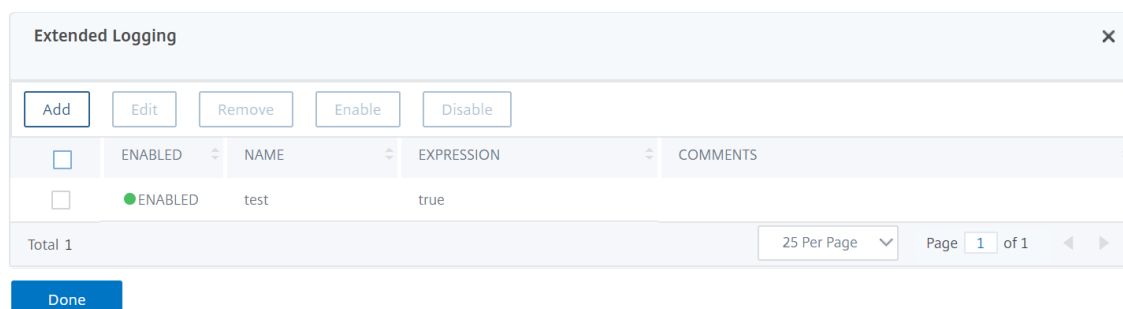 Extended Logging
Add Edit Remove Enable Disable
ENABLED NAME EXPRESSION COMMENTS
ENABLED test true
Total 1 25 Per Page Page 1 of 1
Done